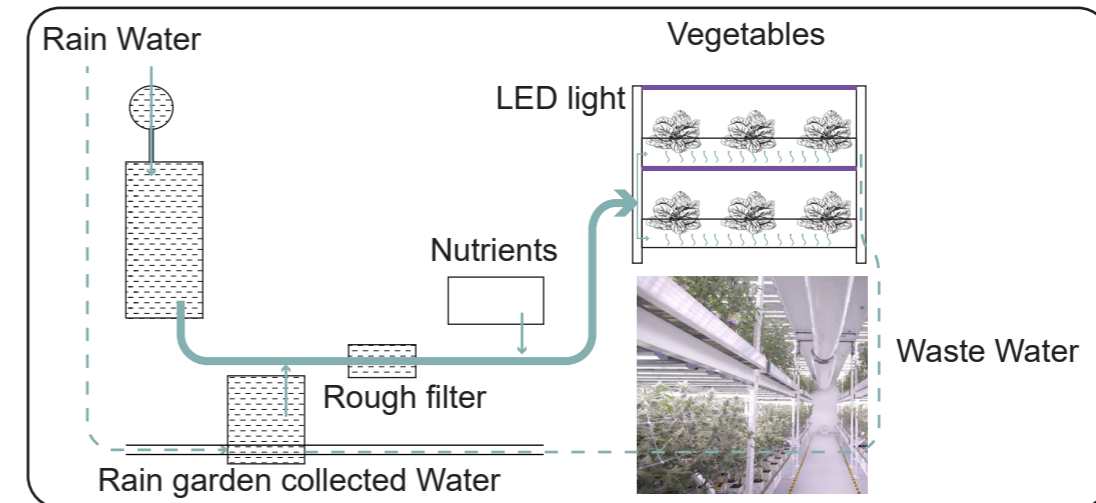 Rain Water
Vegetables
LED light
Nutrients
Waste Water
Rough filter
Rain garden collected Water